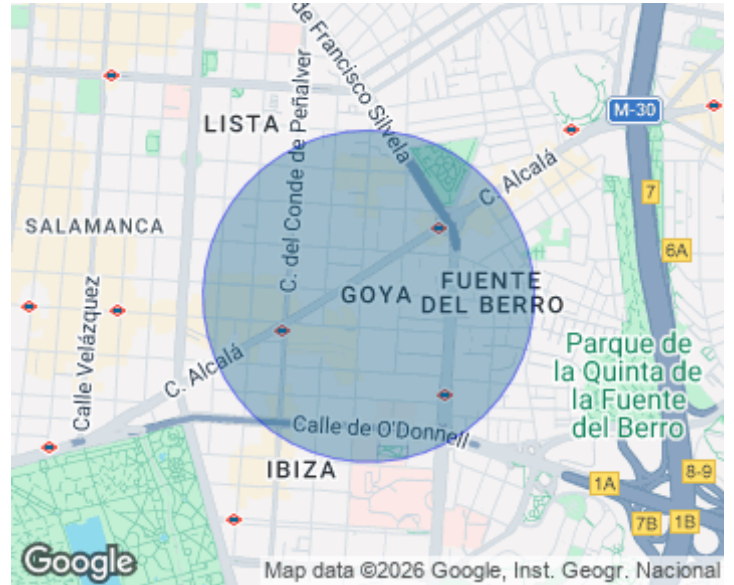 de Francisco Silvela
C. del Conde de Peñalver
LISTA
M-30
C. Alcalá
7
6A
SALAMANCA
Calle Velázquez
GOYA
FUENTE
DEL BERRO
C. Alcalá
Parque de
la Quinta de
la Fuente
del Berro
Calle de O'Donnell
IBIZA
1A
8-9
7B
1B
Google
Map data ©2026 Google, Inst. Geogr. Nacional